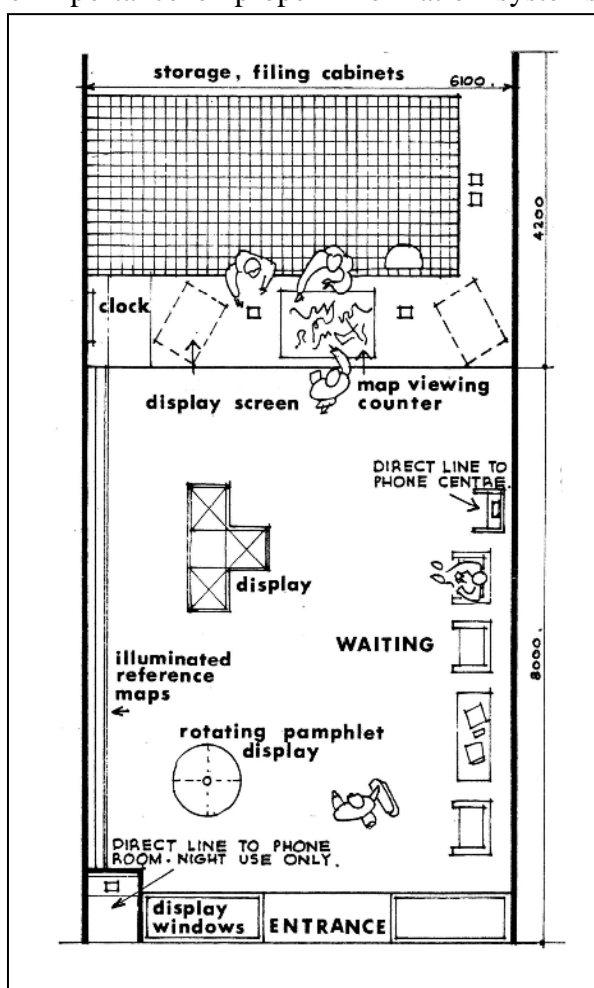 storage, filing cabinets
6100.
4200
clock
display screen
map viewing
counter
DIRECT LINE TO
PHONE CENTRE.
display
WAITING
8000.
illuminated
reference
maps
rotating pamphlet
display
DIRECT LINE TO PHONE
ROOM. NIGHT USE ONLY.
display
windows
ENTRANCE